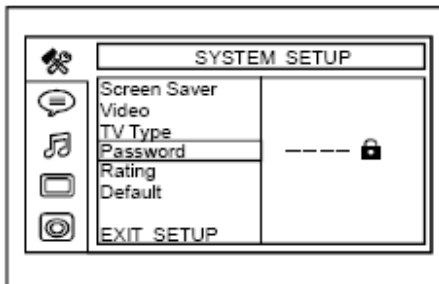 SYSTEM SETUP
Screen Saver
Video
TV Type
Password
----
Rating
Default
EXIT SETUP